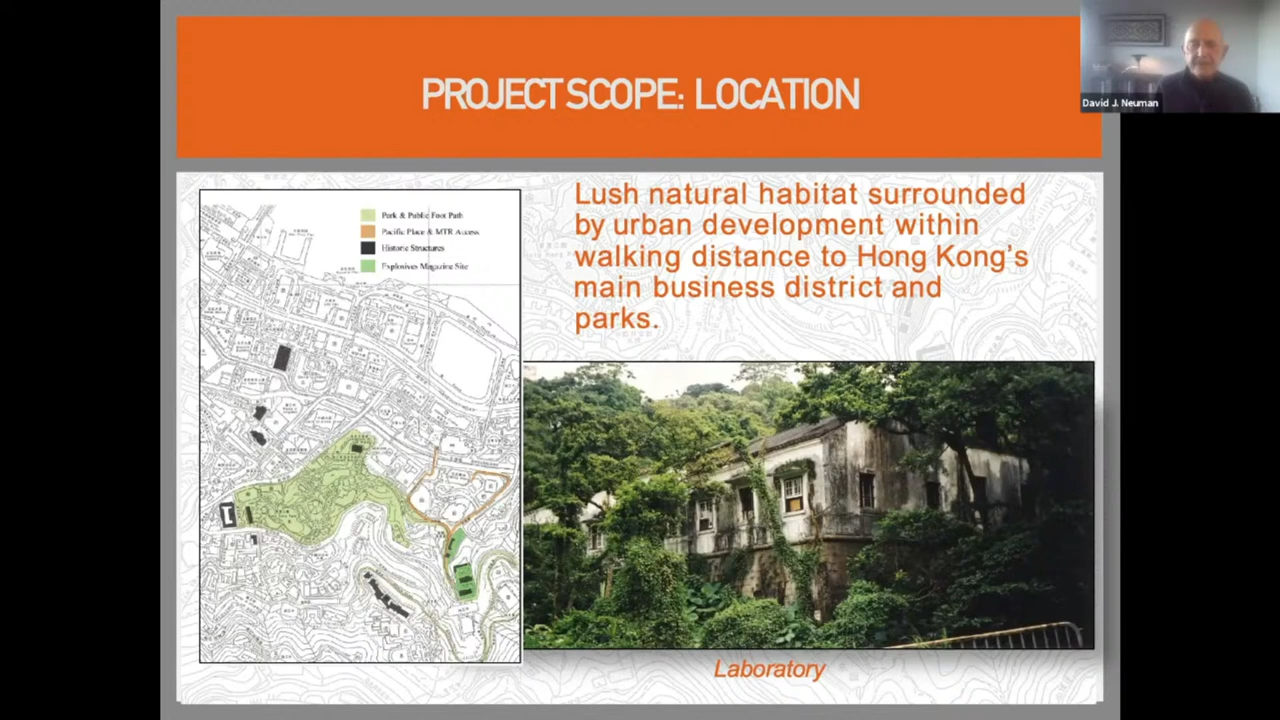 PROJECT SCOPE: LOCATION
David J. Neuman
Lush natural habitat surrounded
by urban development within
walking distance to Hong Kong's
main business district and
parks.
Park & Public Foot Path
Pacific Place & MTR Access
Historic Structures
Explosives Magazine Site
Laboratory